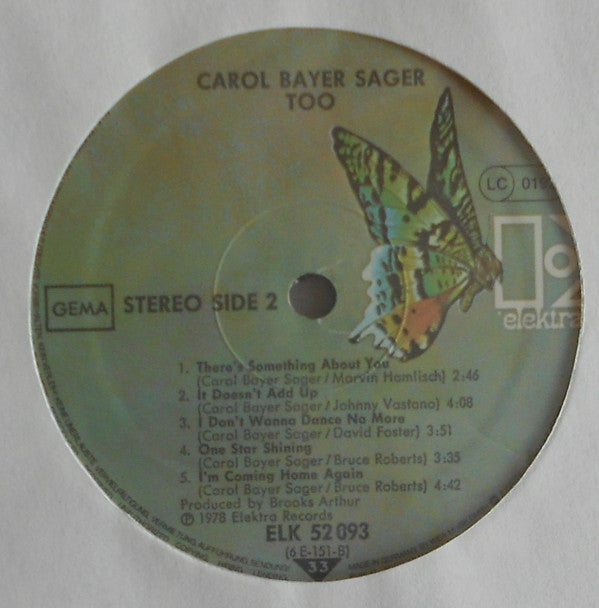 CAROL BAYER SAGER
TOO
LC
elektra
GEMA
STEREO SIDE 2
1. There's Something About You
(Carol Bayer Sager/Marvin Hamlisch) 2:46
2. It Doesn't Add Up
(Carol Bayer Sager/Johnny Vastano) 4:08
3. I Don't Wanna Dance No More
(Carol Bayer Sager/David Foster) 3:51
4. One Star Shining
(Carol Bayer Sager/Bruce Roberts) 3:35
5. I'm Coming Home Again
(Carol Bayer Sager/Bruce Roberts) 4:42
Produced by Brooks Arthur
℗ 1978 Elektra Records
ELK 52 093
(6 E-151-B)
33